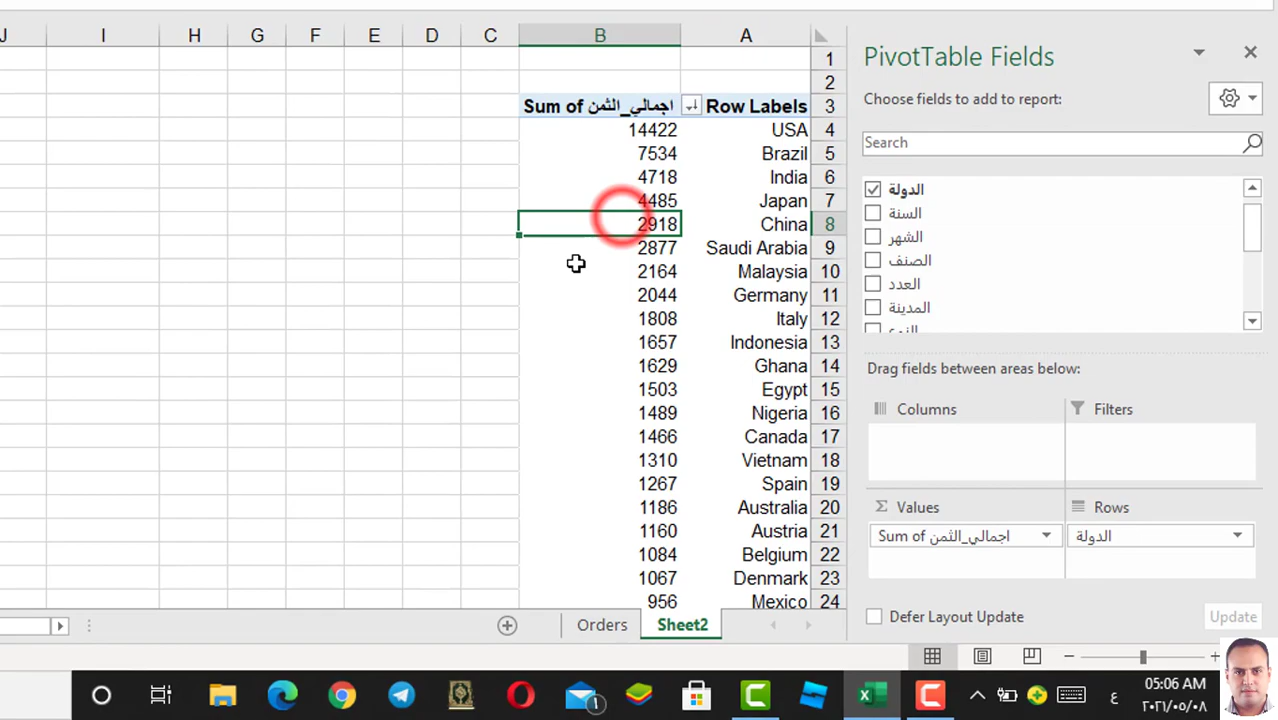 J I H G F E D C B A
1
2
Sum of اجمالي_الثمن Row Labels 3
14422 USA 4
7534 Brazil 5
4718 India 6
4485 Japan 7
2918 China 8
2877 Saudi Arabia 9
2164 Malaysia 10
2044 Germany 11
1808 Italy 12
1657 Indonesia 13
1629 Ghana 14
1503 Egypt 15
1489 Nigeria 16
1466 Canada 17
1310 Vietnam 18
1267 Spain 19
1186 Australia 20
1160 Austria 21
1084 Belgium 22
1067 Denmark 23
956 Mexico 24
Orders Sheet2
PivotTable Fields
Choose fields to add to report:
Search
الدولة
السنة
الشهر
الصنف
العدد
المدينة
Drag fields between areas below:
Columns Filters
Σ Values Rows
Sum of اجمالي_الثمن الدولة
Defer Layout Update Update
1 ع 05:06 AM
٢٠٢١/٠٥/٠٨